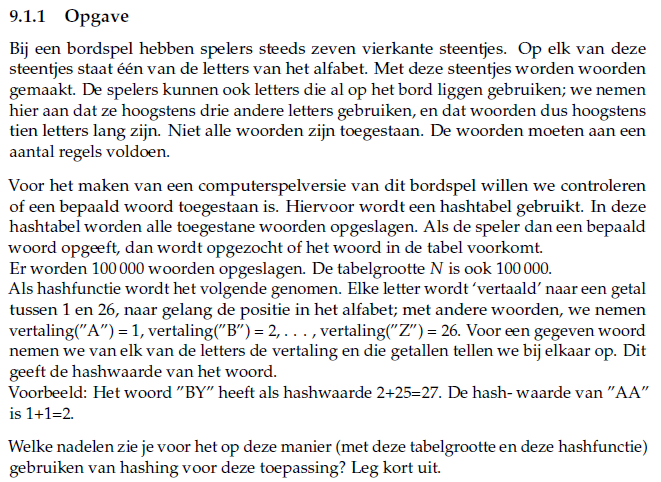 9.1.1 Opgave
Bij een bordspel hebben spelers steeds zeven vierkante steentjes. Op elk van deze
steentjes staat één van de letters van het alfabet. Met deze steentjes worden woorden
gemaakt. De spelers kunnen ook letters die al op het bord liggen gebruiken; we nemen
hier aan dat ze hoogstens drie andere letters gebruiken, en dat woorden dus hoogstens
tien letters lang zijn. Niet alle woorden zijn toegestaan. De woorden moeten aan een
aantal regels voldoen.
Voor het maken van een computerspelversie van dit bordspel willen we controleren
of een bepaald woord toegestaan is. Hiervoor wordt een hashtabel gebruikt. In deze
hashtabel worden alle toegestane woorden opgeslagen. Als de speler dan een bepaald
woord opgeeft, dan wordt opgezocht of het woord in de tabel voorkomt.
Er worden 100 000 woorden opgeslagen. De tabelgrootte N is ook 100 000.
Als hashfunctie wordt het volgende genomen. Elke letter wordt ‘vertaald’ naar een getal
tussen 1 en 26, naar gelang de positie in het alfabet; met andere woorden, we nemen
vertaling(”A”) = 1, vertaling(”B”) = 2, . . . , vertaling(”Z”) = 26. Voor een gegeven woord
nemen we van elk van de letters de vertaling en die getallen tellen we bij elkaar op. Dit
geeft de hashwaarde van het woord.
Voorbeeld: Het woord ”BY” heeft als hashwaarde 2+25=27. De hash- waarde van ”AA”
is 1+1=2.
Welke nadelen zie je voor het op deze manier (met deze tabelgrootte en deze hashfunctie)
gebruiken van hashing voor deze toepassing? Leg kort uit.